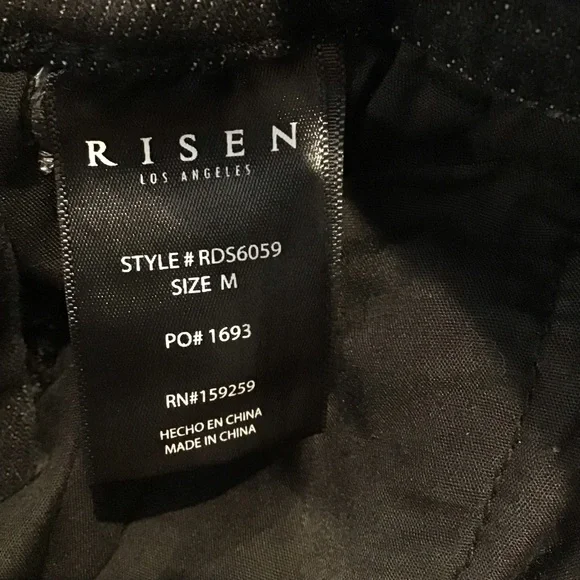 RISEN
LOS ANGELES
STYLE # RDS6059
SIZE M
PO# 1693
RN#159259
HECHO EN CHINA
MADE IN CHINA